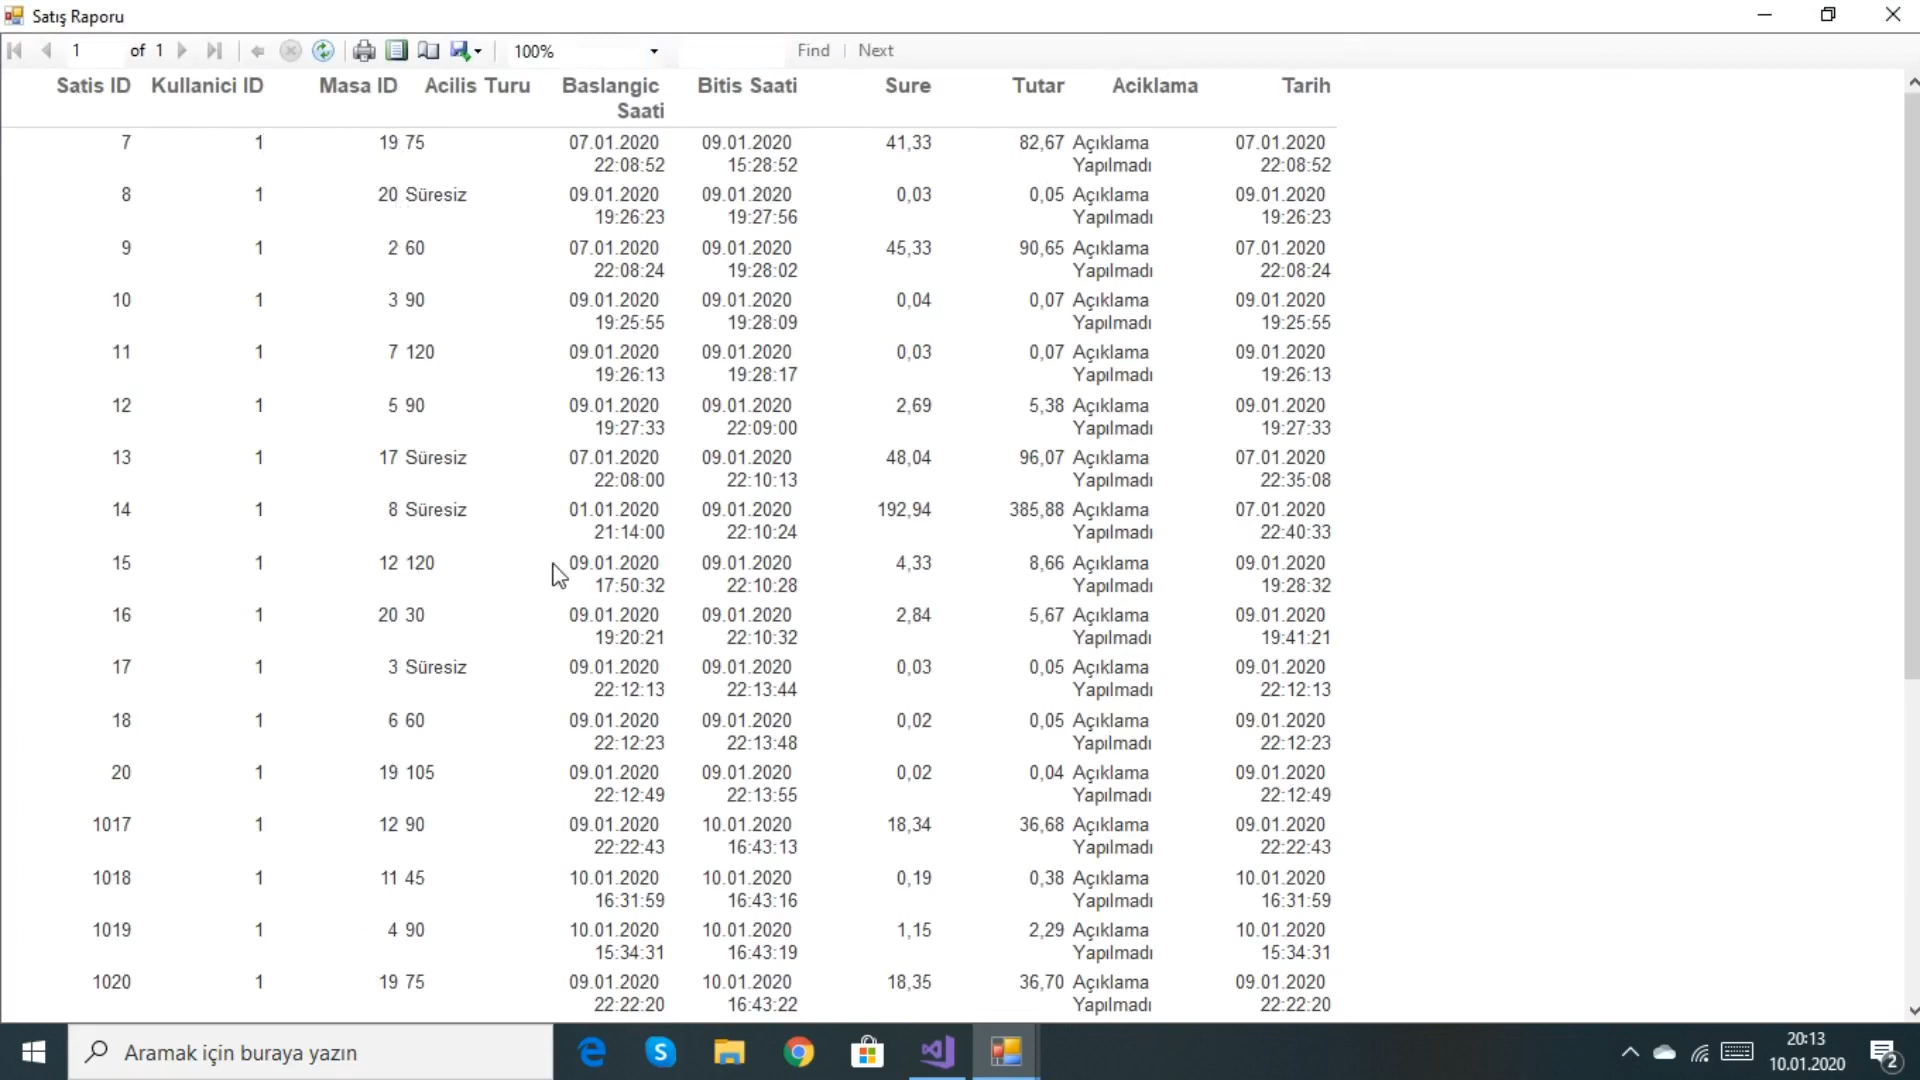 Satış Raporu
1 of 1 100% Find Next
Satis ID Kullanici ID Masa ID Acilis Turu Baslangic Bitis Saati Sure Tutar Aciklama Tarih
Saati
7 1 19 75 07.01.2020 09.01.2020 41,33 82,67 Açıklama 07.01.2020
22:08:52 15:28:52 Yapılmadı 22:08:52
8 1 20 Süresiz 09.01.2020 09.01.2020 0,03 0,05 Açıklama 09.01.2020
19:26:23 19:27:56 Yapılmadı 19:26:23
9 1 2 60 07.01.2020 09.01.2020 45,33 90,65 Açıklama 07.01.2020
22:08:24 19:28:02 Yapılmadı 22:08:24
10 1 3 90 09.01.2020 09.01.2020 0,04 0,07 Açıklama 09.01.2020
19:25:55 19:28:09 Yapılmadı 19:25:55
11 1 7 120 09.01.2020 09.01.2020 0,03 0,07 Açıklama 09.01.2020
19:26:13 19:28:17 Yapılmadı 19:26:13
12 1 5 90 09.01.2020 09.01.2020 2,69 5,38 Açıklama 09.01.2020
19:27:33 22:09:00 Yapılmadı 19:27:33
13 1 17 Süresiz 07.01.2020 09.01.2020 48,04 96,07 Açıklama 07.01.2020
22:08:00 22:10:13 Yapılmadı 22:35:08
14 1 8 Süresiz 01.01.2020 09.01.2020 192,94 385,88 Açıklama 07.01.2020
21:14:00 22:10:24 Yapılmadı 22:40:33
15 1 12 120 09.01.2020 09.01.2020 4,33 8,66 Açıklama 09.01.2020
17:50:32 22:10:28 Yapılmadı 19:28:32
16 1 20 30 09.01.2020 09.01.2020 2,84 5,67 Açıklama 09.01.2020
19:20:21 22:10:32 Yapılmadı 19:41:21
17 1 3 Süresiz 09.01.2020 09.01.2020 0,03 0,05 Açıklama 09.01.2020
22:12:13 22:13:44 Yapılmadı 22:12:13
18 1 6 60 09.01.2020 09.01.2020 0,02 0,05 Açıklama 09.01.2020
22:12:23 22:13:48 Yapılmadı 22:12:23
20 1 19 105 09.01.2020 09.01.2020 0,02 0,04 Açıklama 09.01.2020
22:12:49 22:13:55 Yapılmadı 22:12:49
1017 1 12 90 09.01.2020 10.01.2020 18,34 36,68 Açıklama 09.01.2020
22:22:43 16:43:13 Yapılmadı 22:22:43
1018 1 11 45 10.01.2020 10.01.2020 0,19 0,38 Açıklama 10.01.2020
16:31:59 16:43:16 Yapılmadı 16:31:59
1019 1 4 90 10.01.2020 10.01.2020 1,15 2,29 Açıklama 10.01.2020
15:34:31 16:43:19 Yapılmadı 15:34:31
1020 1 19 75 09.01.2020 10.01.2020 18,35 36,70 Açıklama 09.01.2020
22:22:20 16:43:22 Yapılmadı 22:22:20
Aramak için buraya yazın
20:13
10.01.2020
2